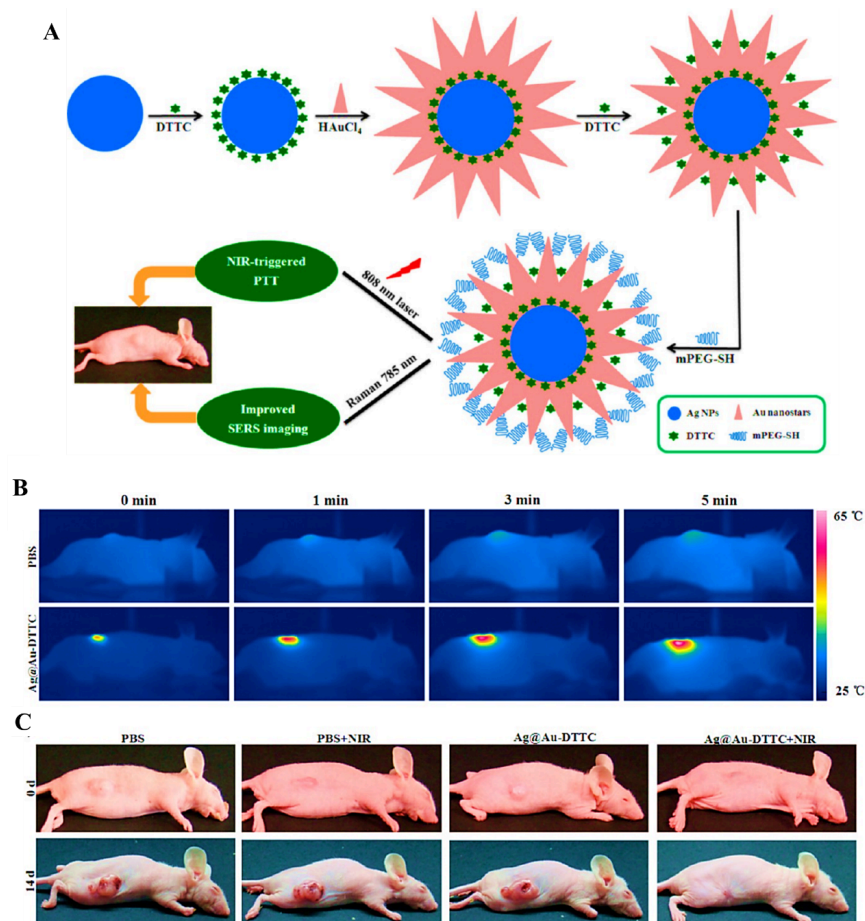 A
DTTC
HAuCl4
DTTC
NIR-triggered
PTT
808 nm laser
mPEG-SH
Raman 785 nm
Improved
SERS imaging
Ag NPs
Au nanostars
DTTC
mPEG-SH
B
0 min
1 min
3 min
5 min
PBS
65 ℃
Ag@Au-DTTC
25 ℃
C
PBS
PBS+NIR
Ag@Au-DTTC
Ag@Au-DTTC+NIR
0 d
14 d